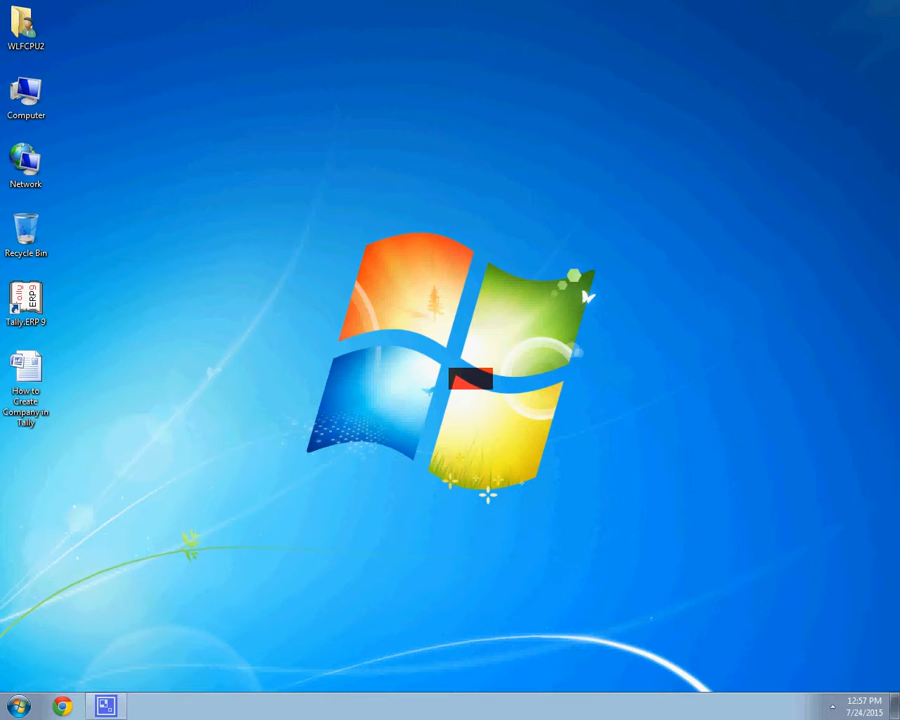 WLFCPU2
Computer
Network
Recycle Bin
Tally
ERP9
Tally.ERP 9
How to
Create
Company in
Tally
12:57 PM
7/24/2015